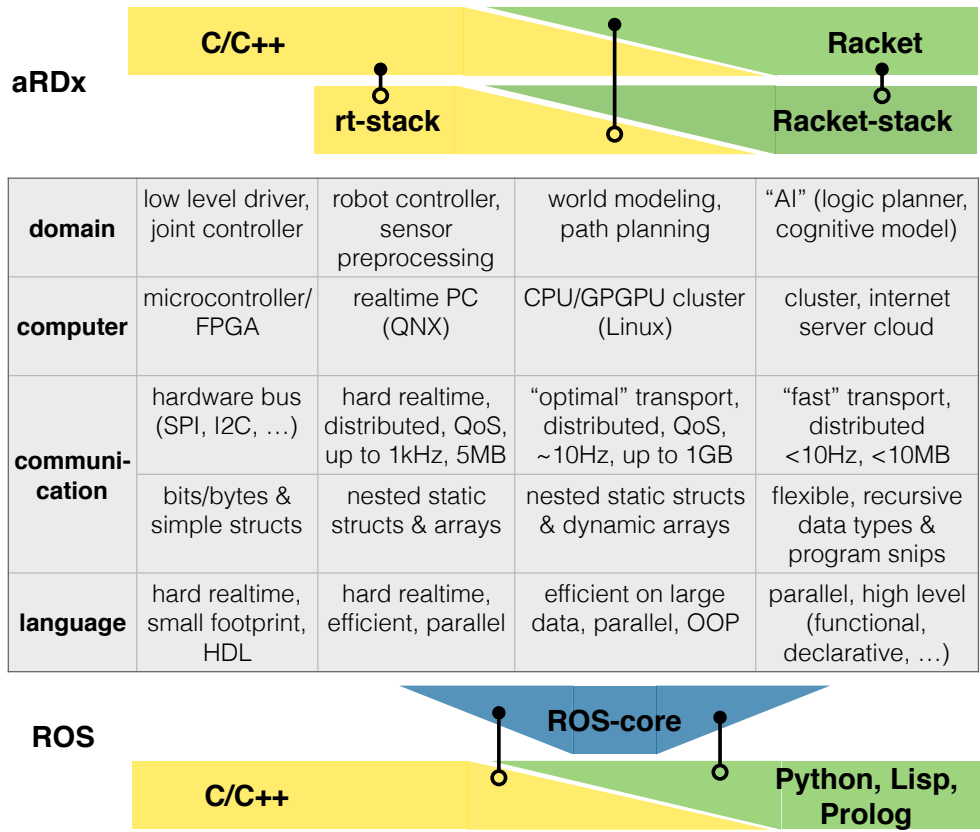 C/C++
Racket
aRDx
rt-stack
Racket-stack
domain
low level driver,
joint controller
robot controller,
sensor
preprocessing
world modeling,
path planning
“AI” (logic planner,
cognitive model)
computer
microcontroller/
FPGA
realtime PC
(QNX)
CPU/GPGPU cluster
(Linux)
cluster, internet
server cloud
communi-
cation
hardware bus
(SPI, I2C, …)
hard realtime,
distributed, QoS,
up to 1kHz, 5MB
“optimal” transport,
distributed, QoS,
~10Hz, up to 1GB
“fast” transport,
distributed
<10Hz, <10MB
bits/bytes &
simple structs
nested static
structs & arrays
nested static structs
& dynamic arrays
flexible, recursive
data types &
program snips
language
hard realtime,
small footprint,
HDL
hard realtime,
efficient, parallel
efficient on large
data, parallel, OOP
parallel, high level
(functional,
declarative, …)
ROS
ROS-core
C/C++
Python, Lisp,
Prolog